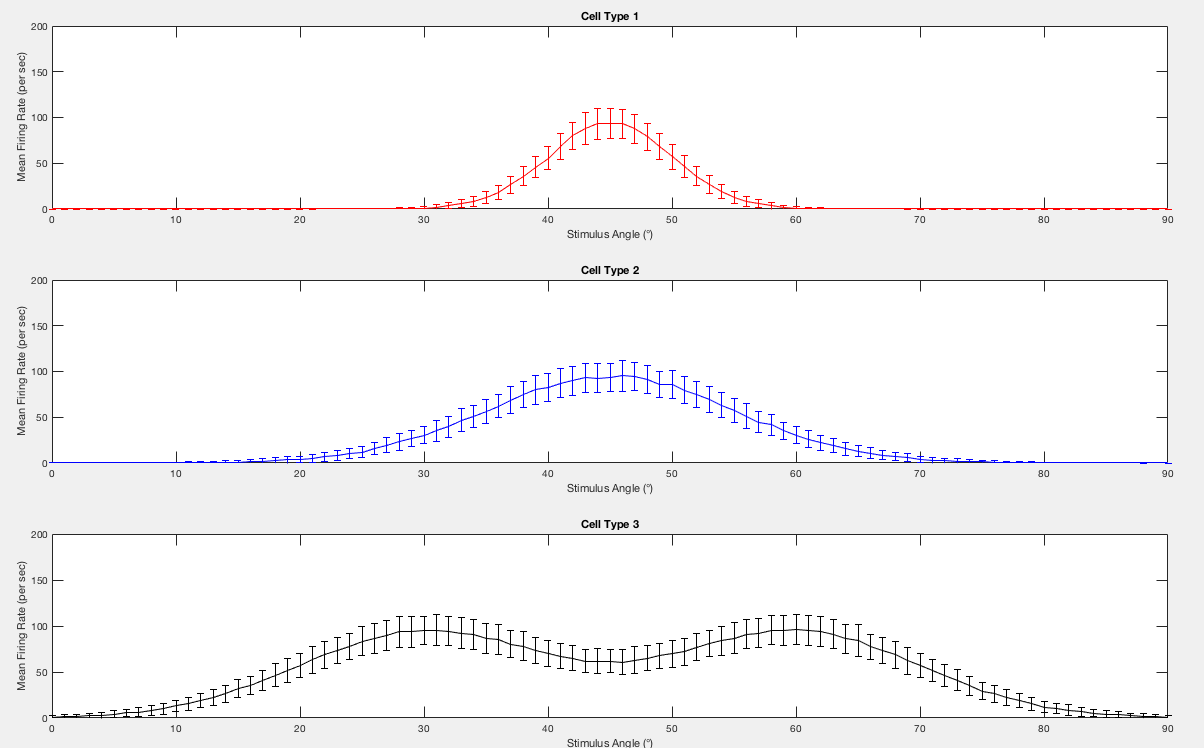 Cell Type 1
200
150
100
50
0
Mean Firing Rate (per sec)
0 10 20 30 40 50 60 70 80 90
Stimulus Angle (°)
Cell Type 2
200
150
100
50
0
Mean Firing Rate (per sec)
0 10 20 30 40 50 60 70 80 90
Stimulus Angle (°)
Cell Type 3
200
150
100
50
0
Mean Firing Rate (per sec)
0 10 20 30 40 50 60 70 80 90
Stimulus Angle (°)